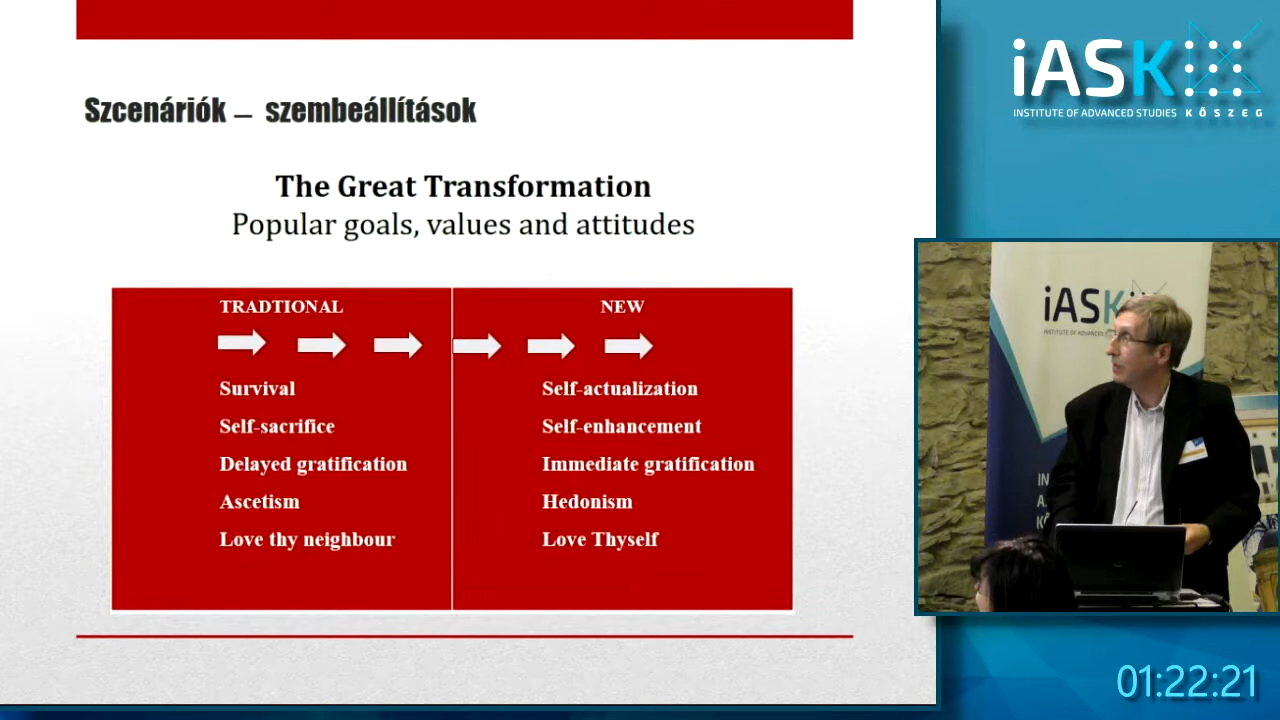 Szcenáriók – szembeállítások
The Great Transformation
Popular goals, values and attitudes
TRADTIONAL
NEW
Survival
Self-actualization
Self-sacrifice
Self-enhancement
Delayed gratification
Immediate gratification
Ascetism
Hedonism
Love thy neighbour
Love Thyself
iASK
INSTITUTE OF ADVANCED STUDIES KŐSZEG
iASK
01:22:21